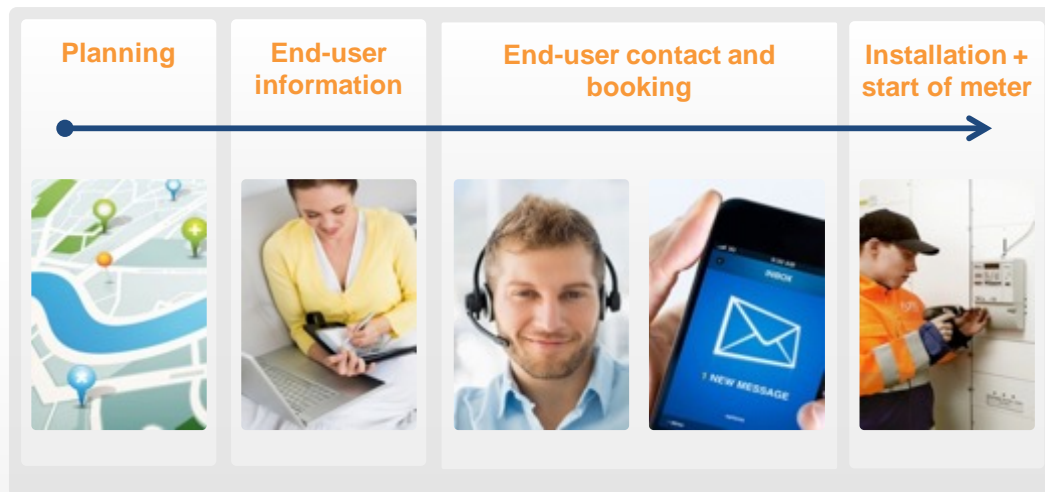 Planning
End-user
information
End-user contact and
booking
Installation +
start of meter
INBOX
1 NEW MESSAGE